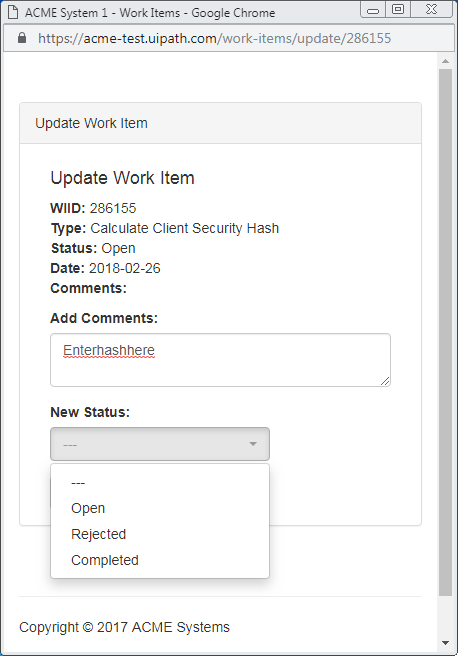 ACME System 1 - Work Items - Google Chrome
https://acme-test.uipath.com/work-items/update/286155
Update Work Item
Update Work Item
WIID: 286155
Type: Calculate Client Security Hash
Status: Open
Date: 2018-02-26
Comments:
Add Comments:
Enterhashhere
New Status:
---
---
Open
Rejected
Completed
Copyright © 2017 ACME Systems